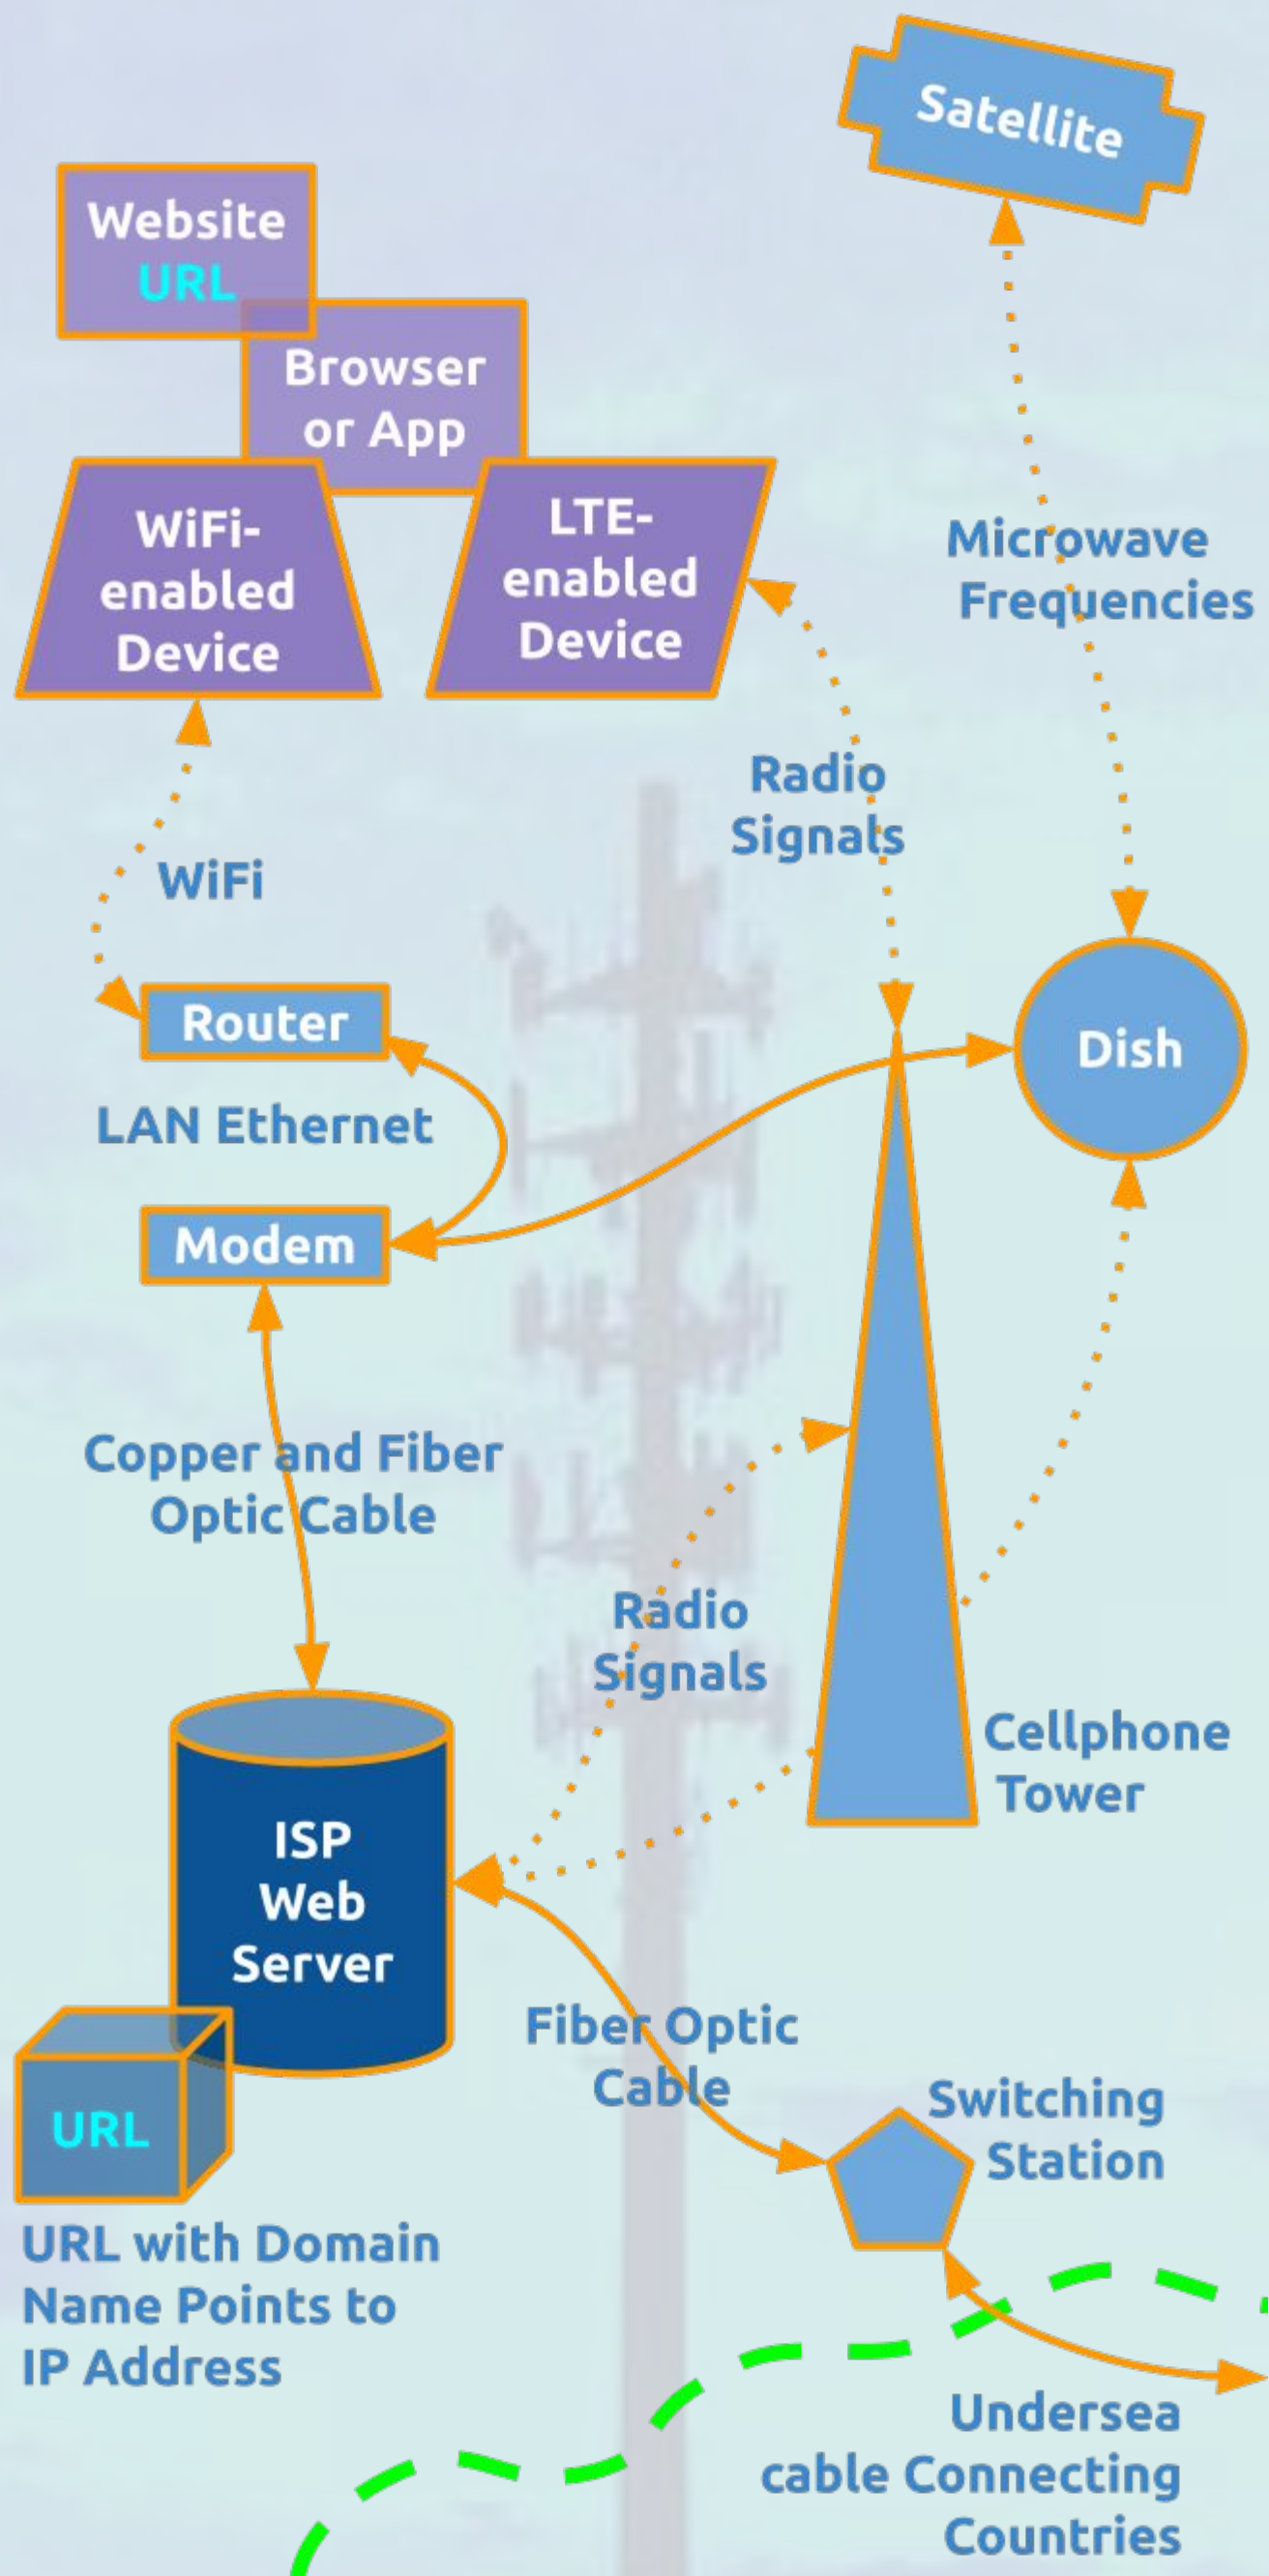 Satellite
Website
URL
Browser
or App
WiFi-
enabled
Device
LTE-
enabled
Device
Microwave
Frequencies
Radio
Signals
WiFi
Router
Dish
LAN Ethernet
Modem
Copper and Fiber
Optic Cable
Radio
Signals
Cellphone
Tower
ISP
Web
Server
Fiber Optic
Cable
Switching
Station
URL
URL with Domain
Name Points to
IP Address
Undersea
cable Connecting
Countries